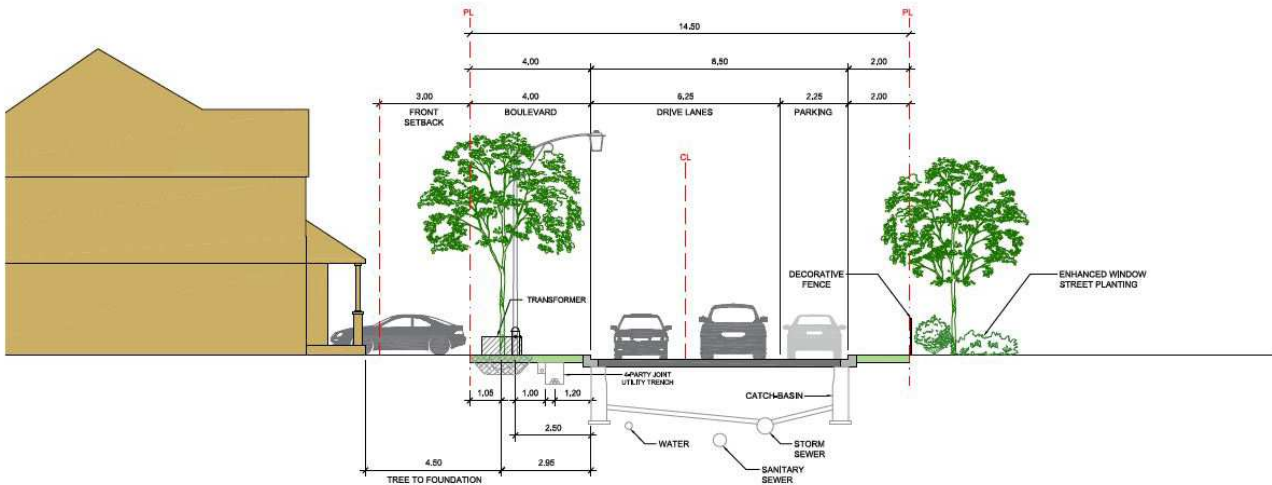 PL
PL
14.50
4.00
8.50
2.00
3.00
4.00
6.25
2.25
2.00
FRONT
SETBACK
BOULEVARD
DRIVE LANES
PARKING
CL
DECORATIVE
FENCE
ENHANCED WINDOW
STREET PLANTING
TRANSFORMER
4-PARTY JOINT
UTILITY TRENCH
1.05
1.00
1.20
CATCH-BASIN
2.50
WATER
STORM
SEWER
SANITARY
SEWER
4.50
2.95
TREE TO FOUNDATION